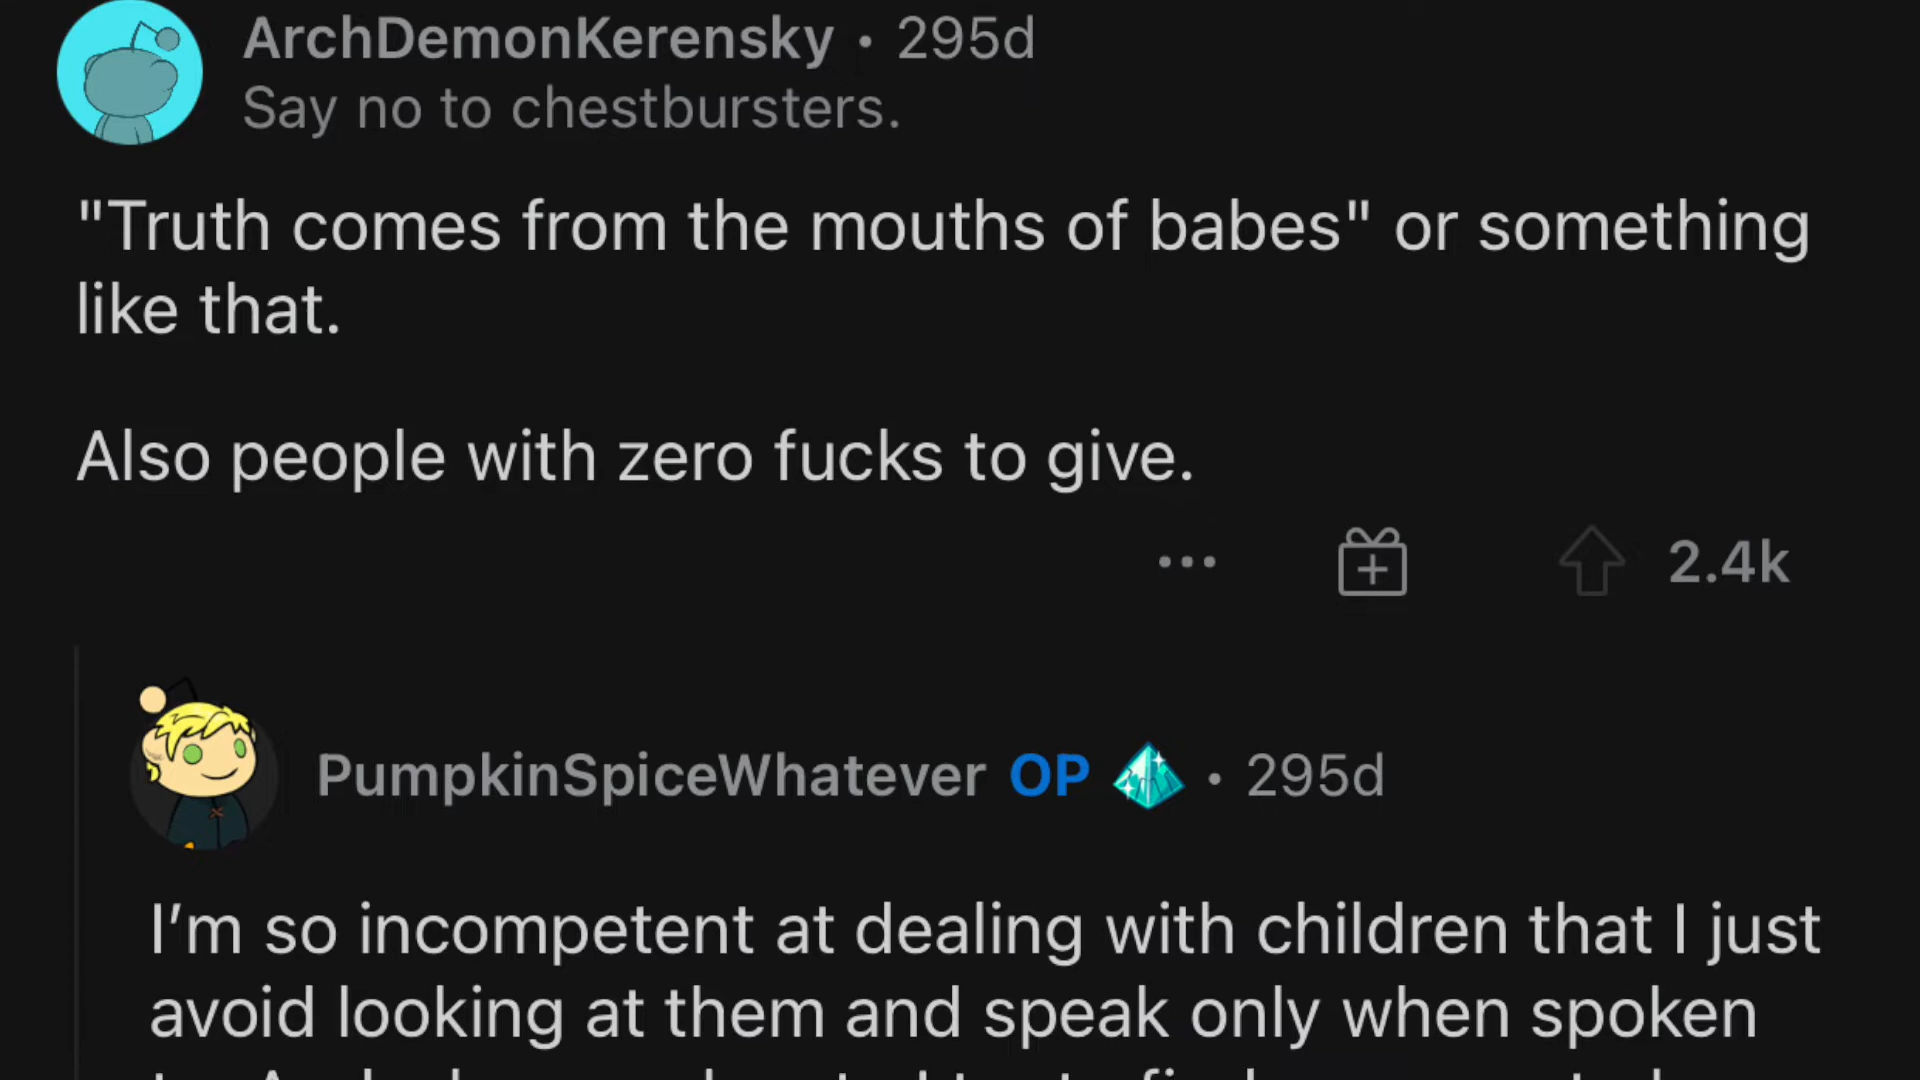 ArchDemonKerensky • 295d
Say no to chestbursters.
"Truth comes from the mouths of babes" or something
like that.
Also people with zero fucks to give.
2.4k
PumpkinSpiceWhatever OP • 295d
I'm so incompetent at dealing with children that I just
avoid looking at them and speak only when spoken